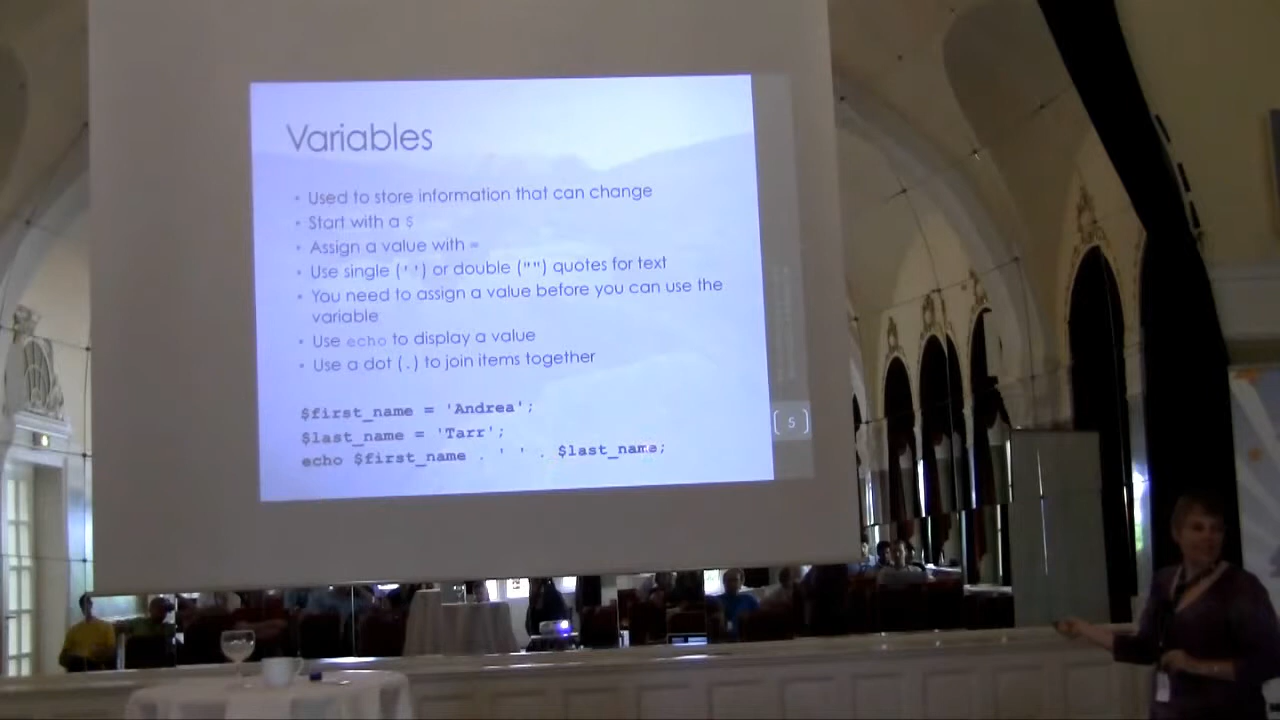 Variables
• Used to store information that can change
• Start with a $
• Assign a value with =
• Use single (' ') or double ("") quotes for text
• You need to assign a value before you can use the
variable
• Use echo to display a value
• Use a dot (.) to join items together
$first_name = 'Andrea';
$last_name = 'Tarr';
echo $first_name . ' ' . $last_name;
[ 5 ]